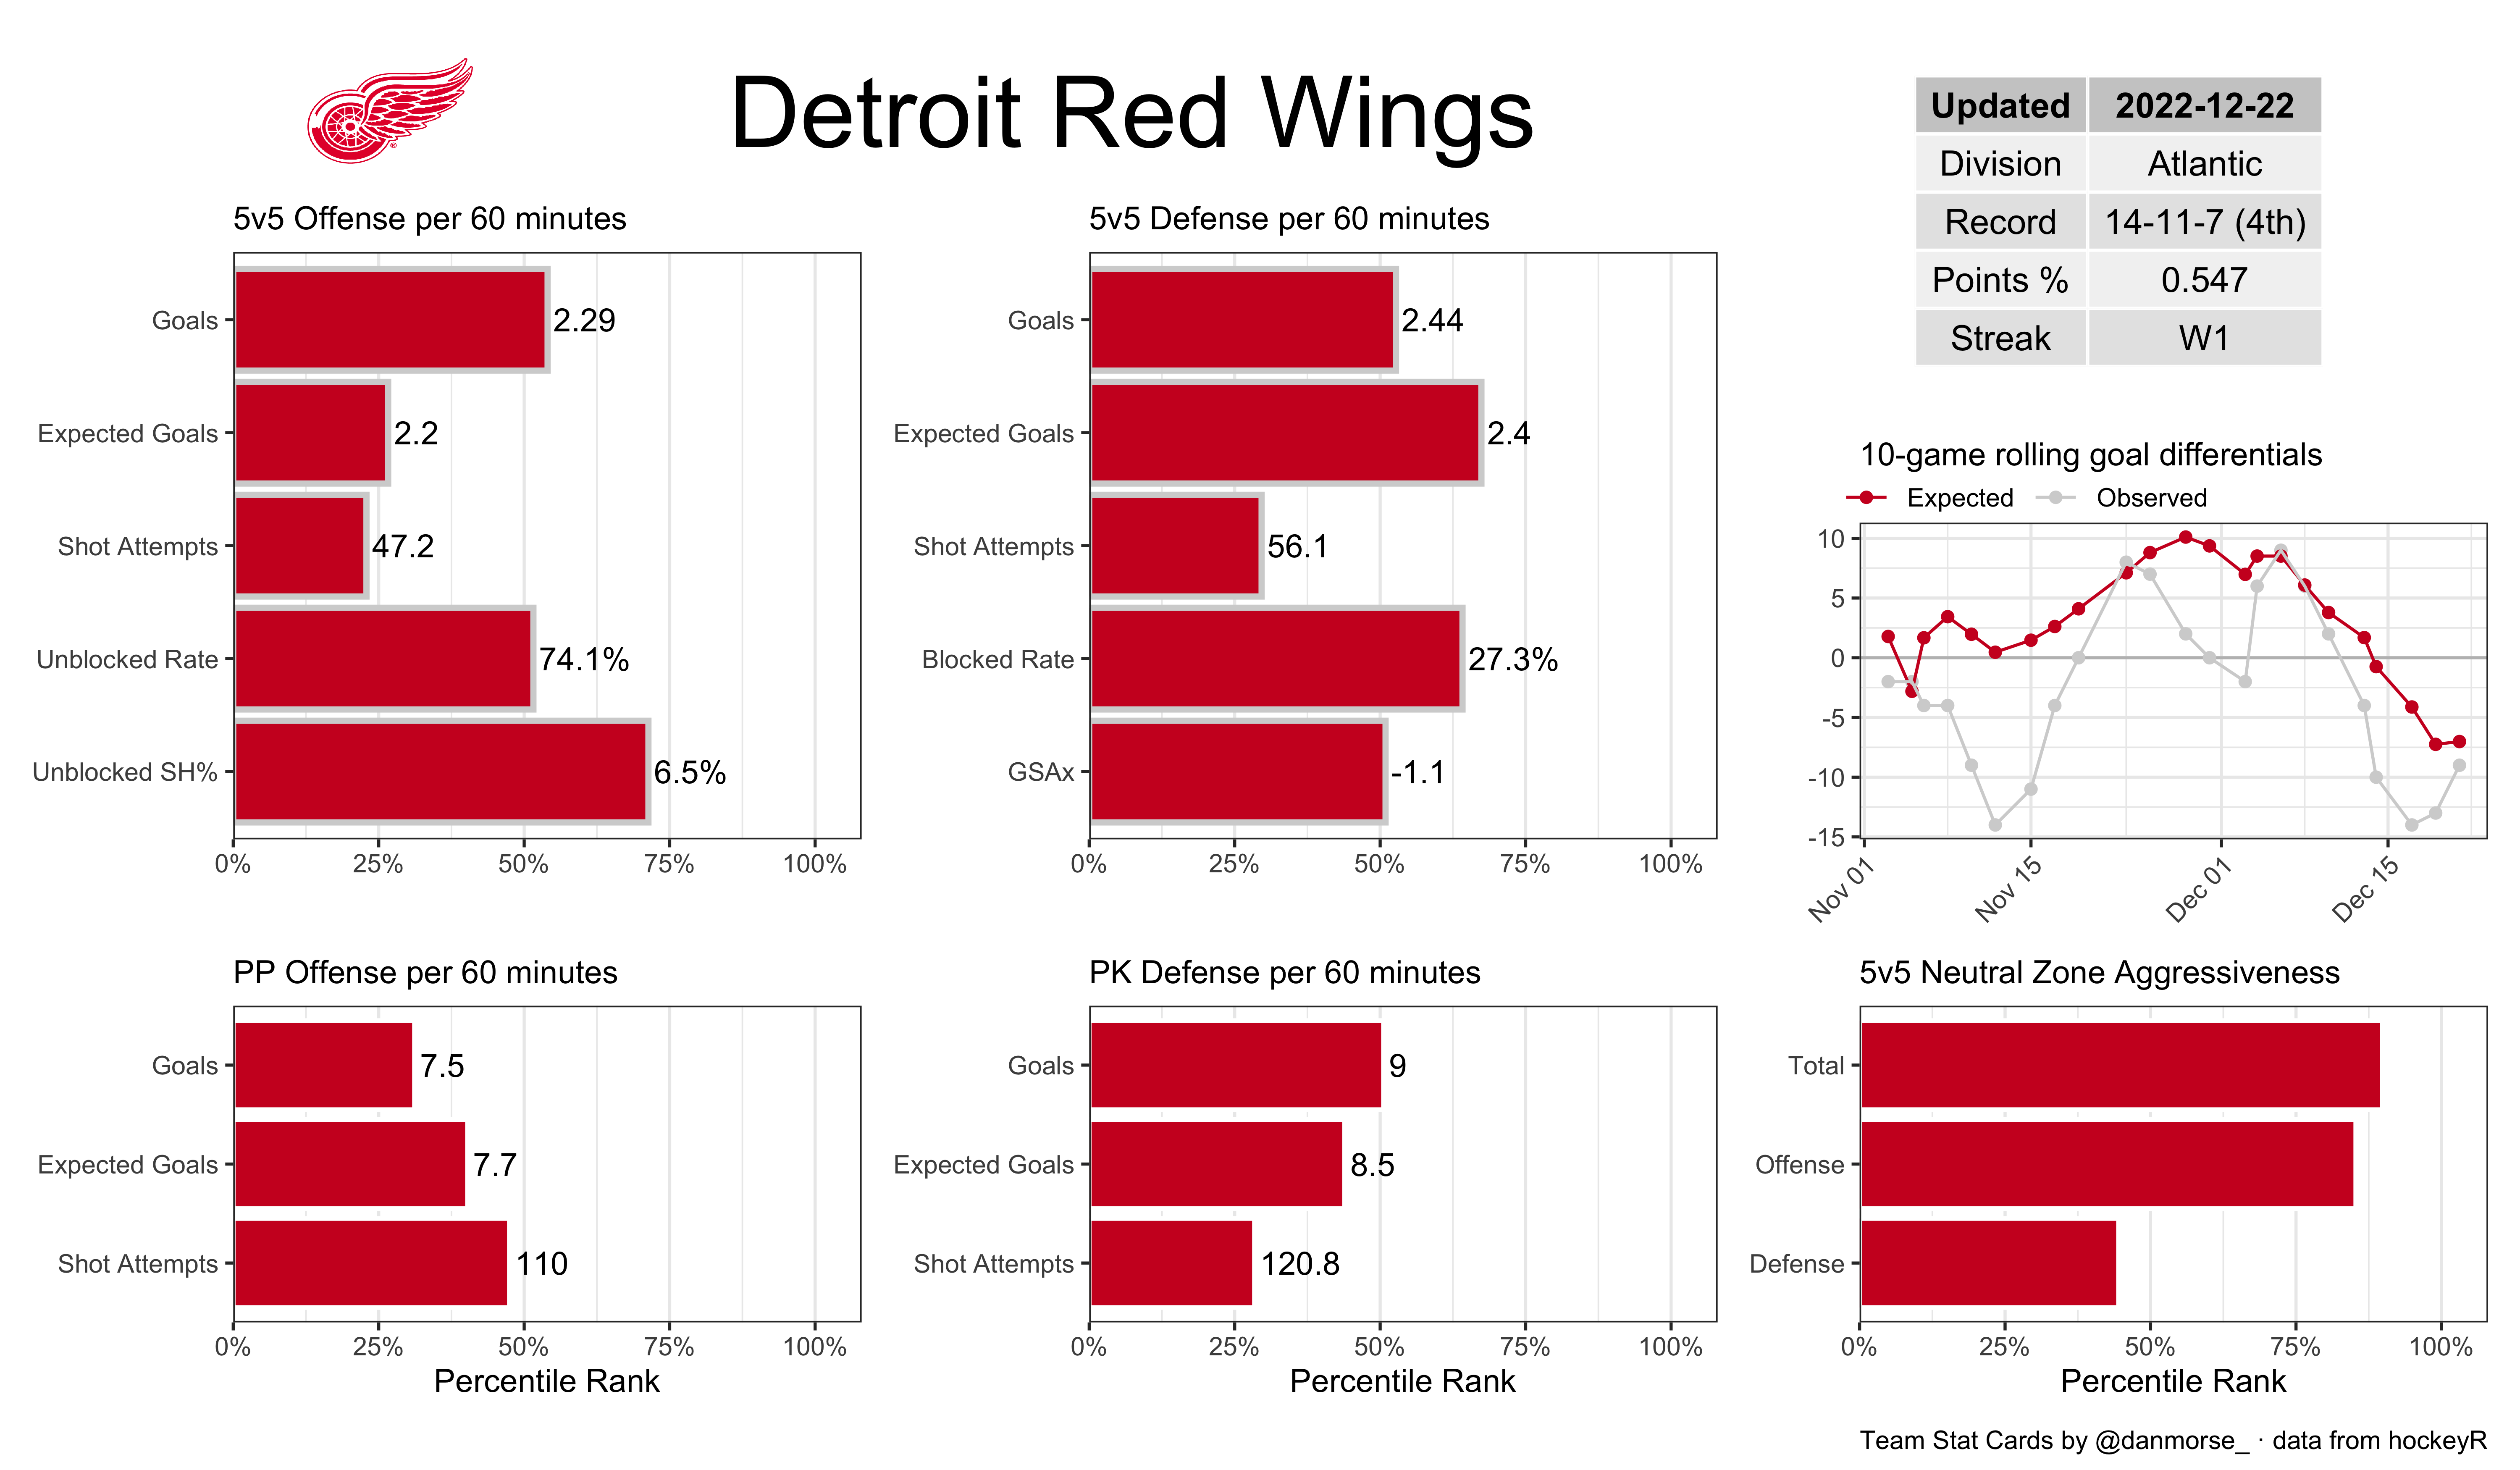 Detroit Red Wings
Updated 2022-12-22
Division Atlantic
Record 14-11-7 (4th)
Points % 0.547
Streak W1
5v5 Offense per 60 minutes
Goals 2.29
Expected Goals 2.2
Shot Attempts 47.2
Unblocked Rate 74.1%
Unblocked SH% 6.5%
0% 25% 50% 75% 100%
5v5 Defense per 60 minutes
Goals 2.44
Expected Goals 2.4
Shot Attempts 56.1
Blocked Rate 27.3%
GSAx -1.1
0% 25% 50% 75% 100%
10-game rolling goal differentials
Expected Observed
10
5
0
-5
-10
-15
Nov 01 Nov 15 Dec 01 Dec 15
PP Offense per 60 minutes
Goals 7.5
Expected Goals 7.7
Shot Attempts 110
0% 25% 50% 75% 100%
Percentile Rank
PK Defense per 60 minutes
Goals 9
Expected Goals 8.5
Shot Attempts 120.8
0% 25% 50% 75% 100%
Percentile Rank
5v5 Neutral Zone Aggressiveness
Total
Offense
Defense
0% 25% 50% 75% 100%
Percentile Rank
Team Stat Cards by @danmorse_ · data from hockeyR